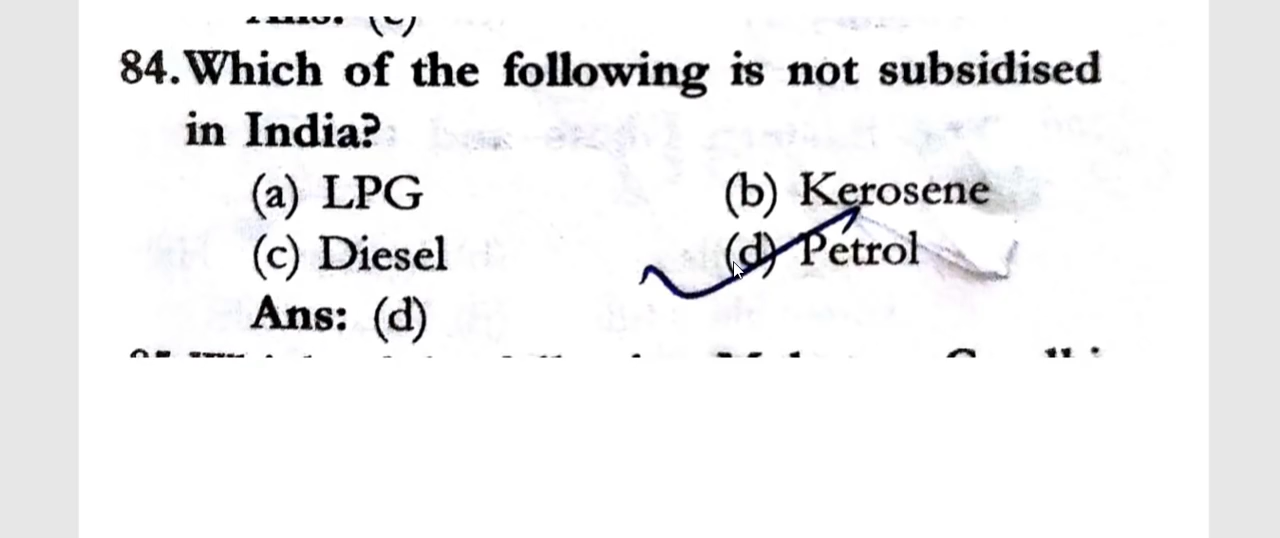 84. Which of the following is not subsidised
in India?
(a) LPG (b) Kerosene
(c) Diesel (d) Petrol
Ans: (d)